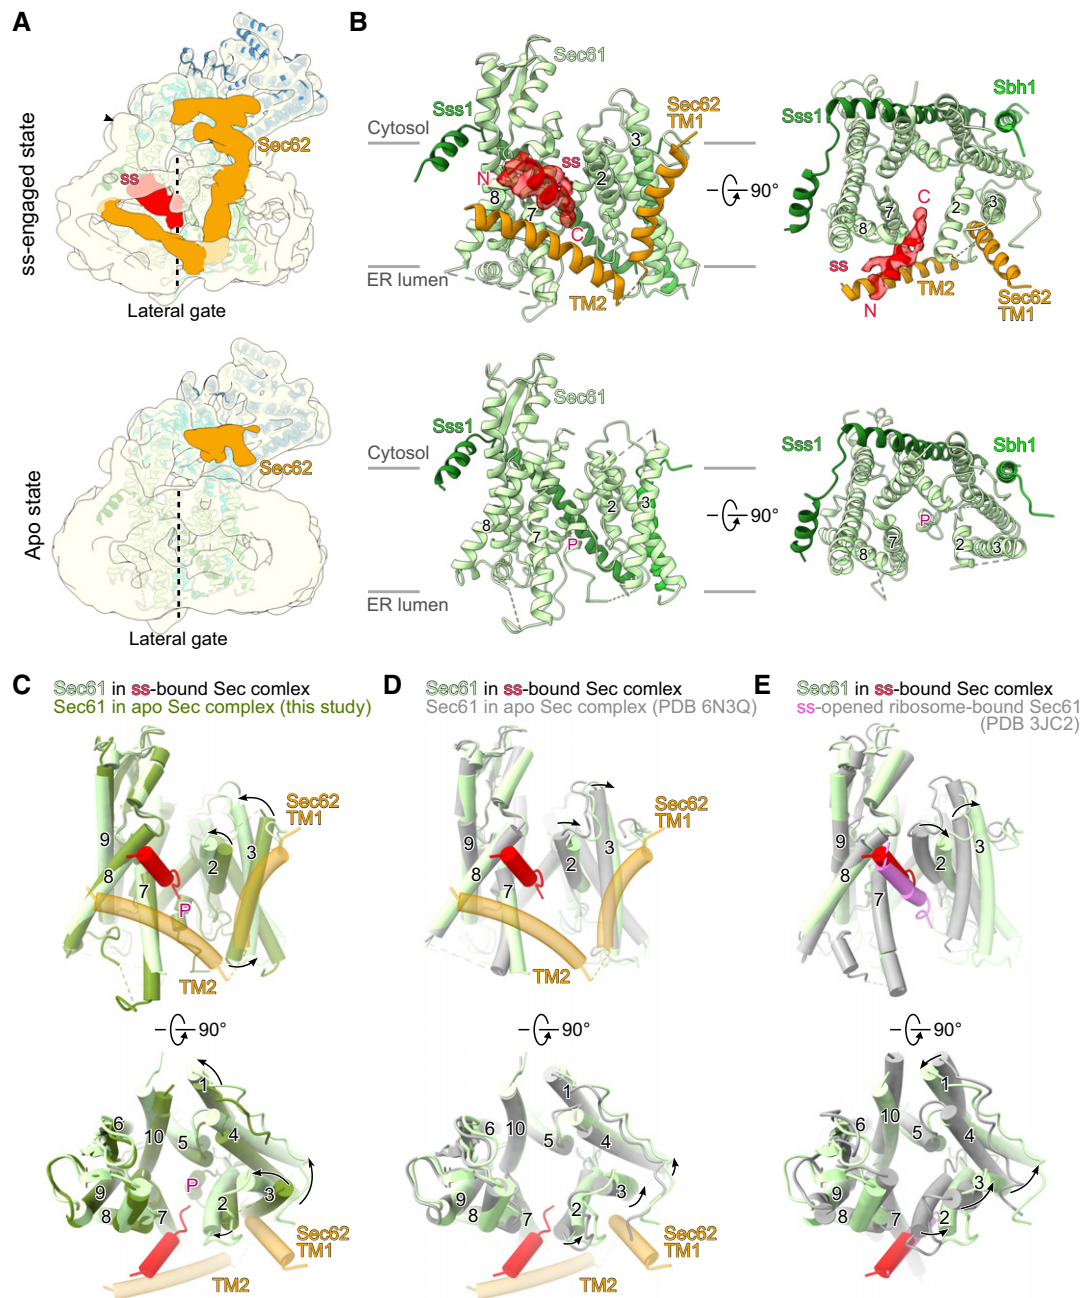 A
ss-engaged state
Sec62
ss
Lateral gate
Apo state
Sec62
Lateral gate
B
Sec61
Sss1
Sec62
TM1
Cytosol
3
ss
N
2
8
7
C
ER lumen
TM2
90°
Sss1
Sbh1
C
7
2
3
8
ss
TM2
N
Sec62
TM1
Sec61
Sss1
Cytosol
8
7
2
3
P
ER lumen
90°
Sss1
Sbh1
P
8
7
2
3
C
Sec61 in ss-bound Sec comlex
Sec61 in apo Sec complex (this study)
Sec62
TM1
9
8
7
2
3
P
TM2
90°
1
6
10
5
4
P
9
8
7
2
3
Sec62
TM1
TM2
D
Sec61 in ss-bound Sec comlex
Sec61 in apo Sec complex (PDB 6N3Q)
Sec62
TM1
9
8
7
2
3
TM2
90°
1
6
10
5
4
9
8
7
2
3
Sec62
TM1
TM2
E
Sec61 in ss-bound Sec comlex
ss-opened ribosome-bound Sec61
(PDB 3JC2)
9
8
7
2
3
90°
1
6
10
5
4
9
8
7
2
3